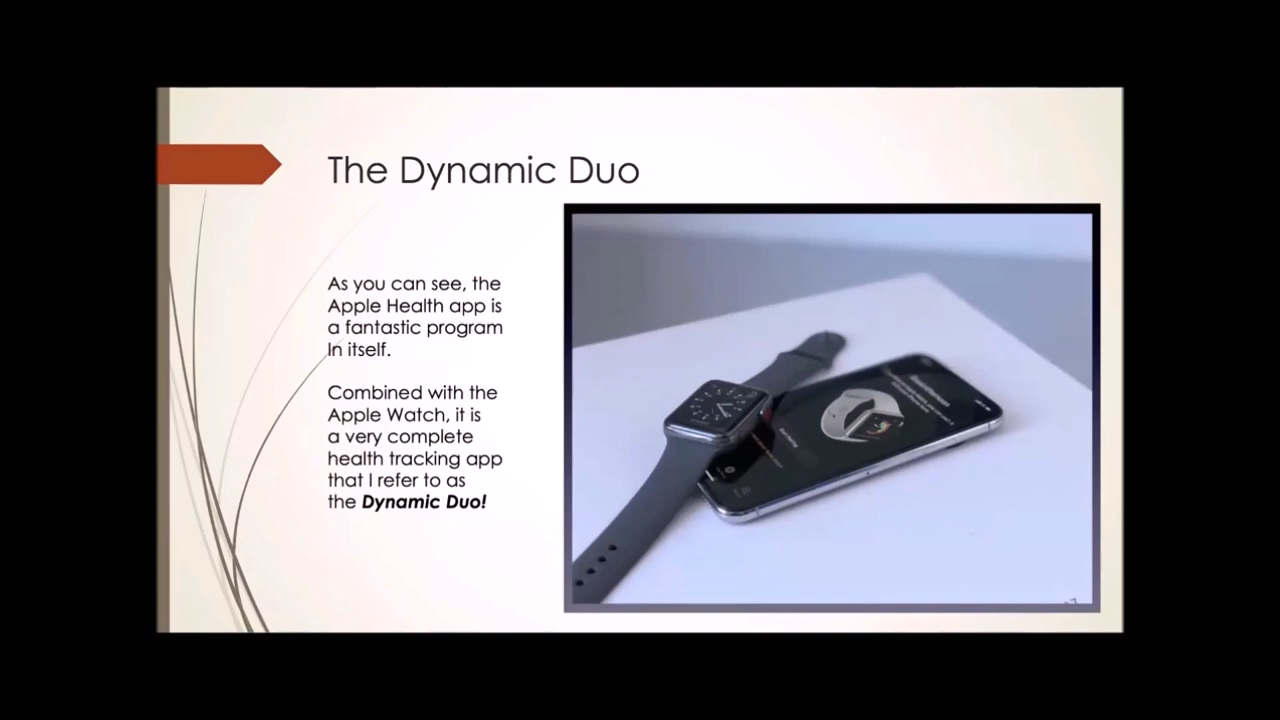 The Dynamic Duo
As you can see, the
Apple Health app is
a fantastic program
In itself.
Combined with the
Apple Watch, it is
a very complete
health tracking app
that I refer to as
the Dynamic Duo!